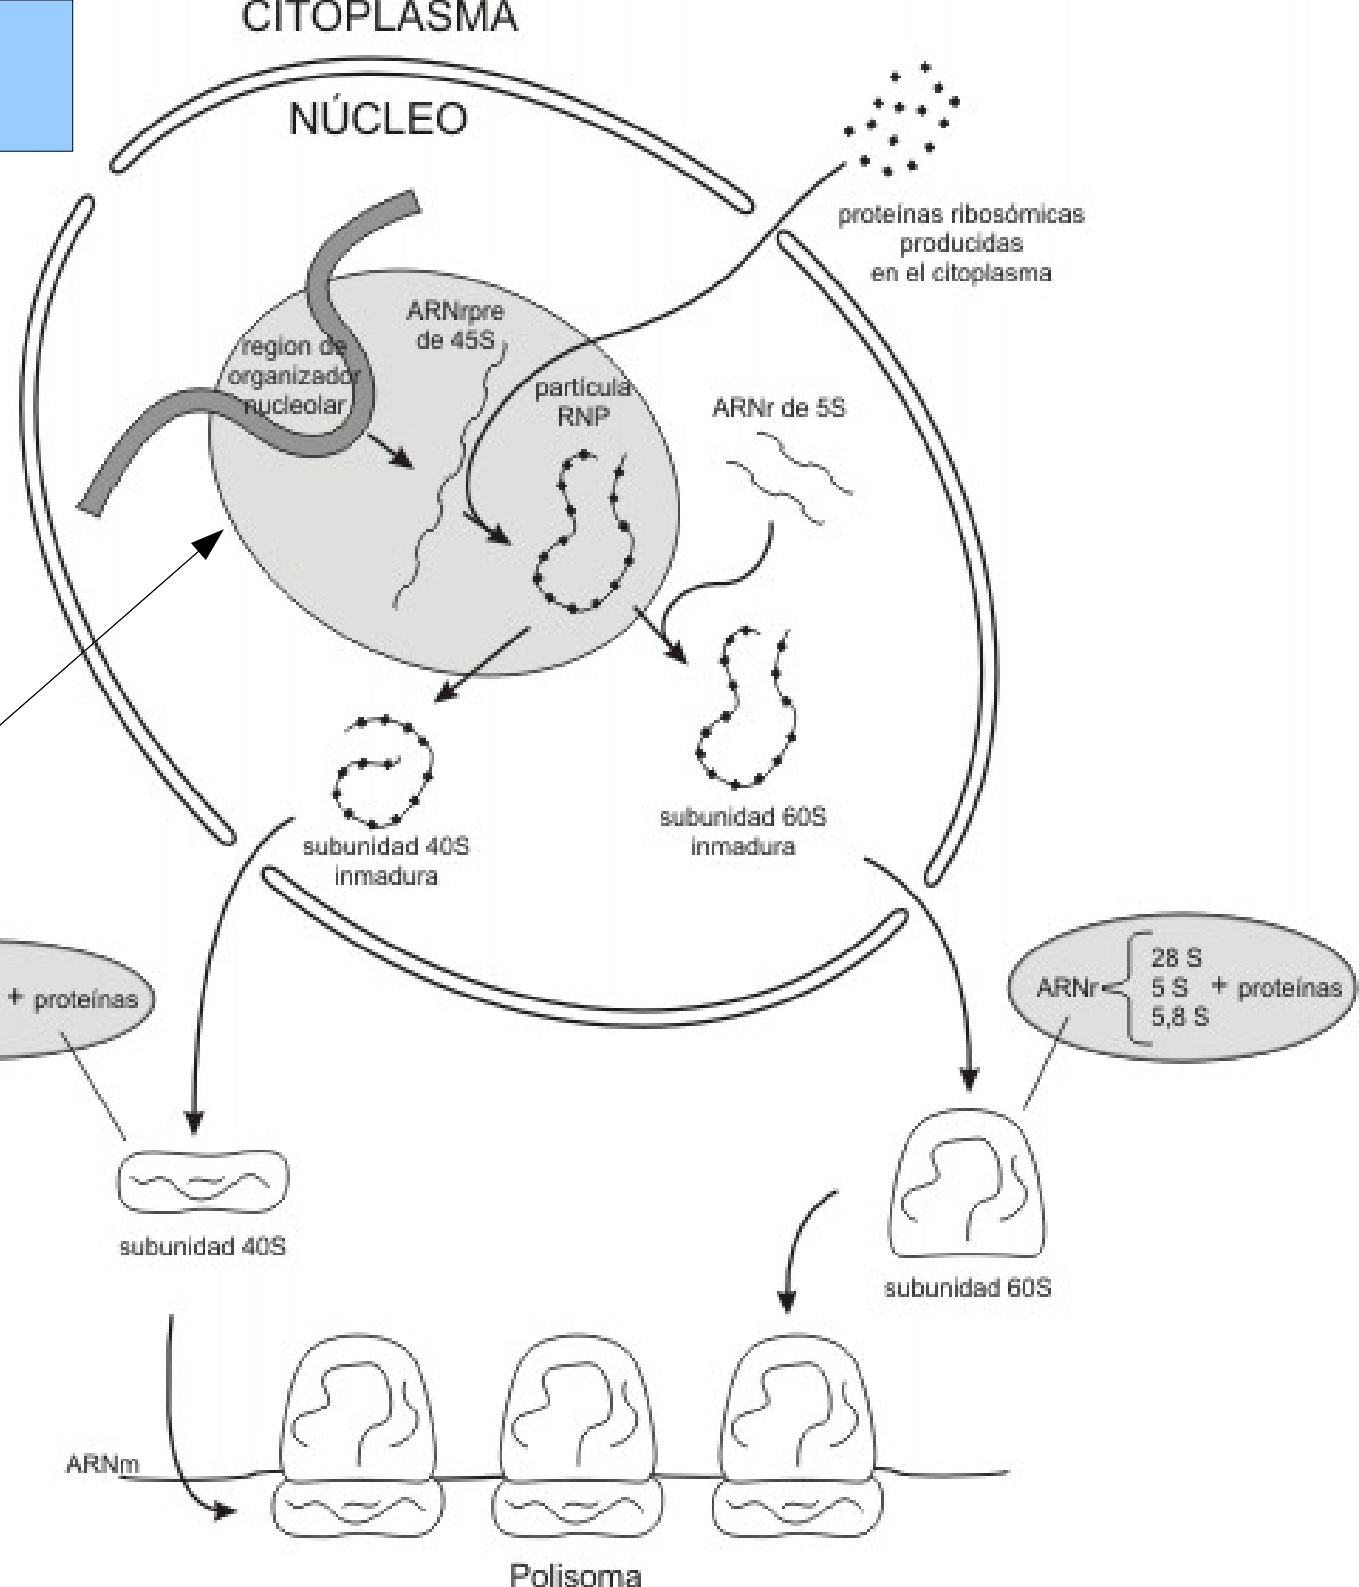 CITOPLASMA
NÚCLEO
proteínas ribosómicas
producidas
en el citoplasma
ARNrpre
de 45S
region de
organizador
nucleolar
partícula
RNP
ARNr de 5S
subunidad 40S
inmadura
subunidad 60S
inmadura
+ proteínas
ARNr
28 S
5 S + proteínas
5,8 S
subunidad 40S
subunidad 60S
ARNm
Polisoma